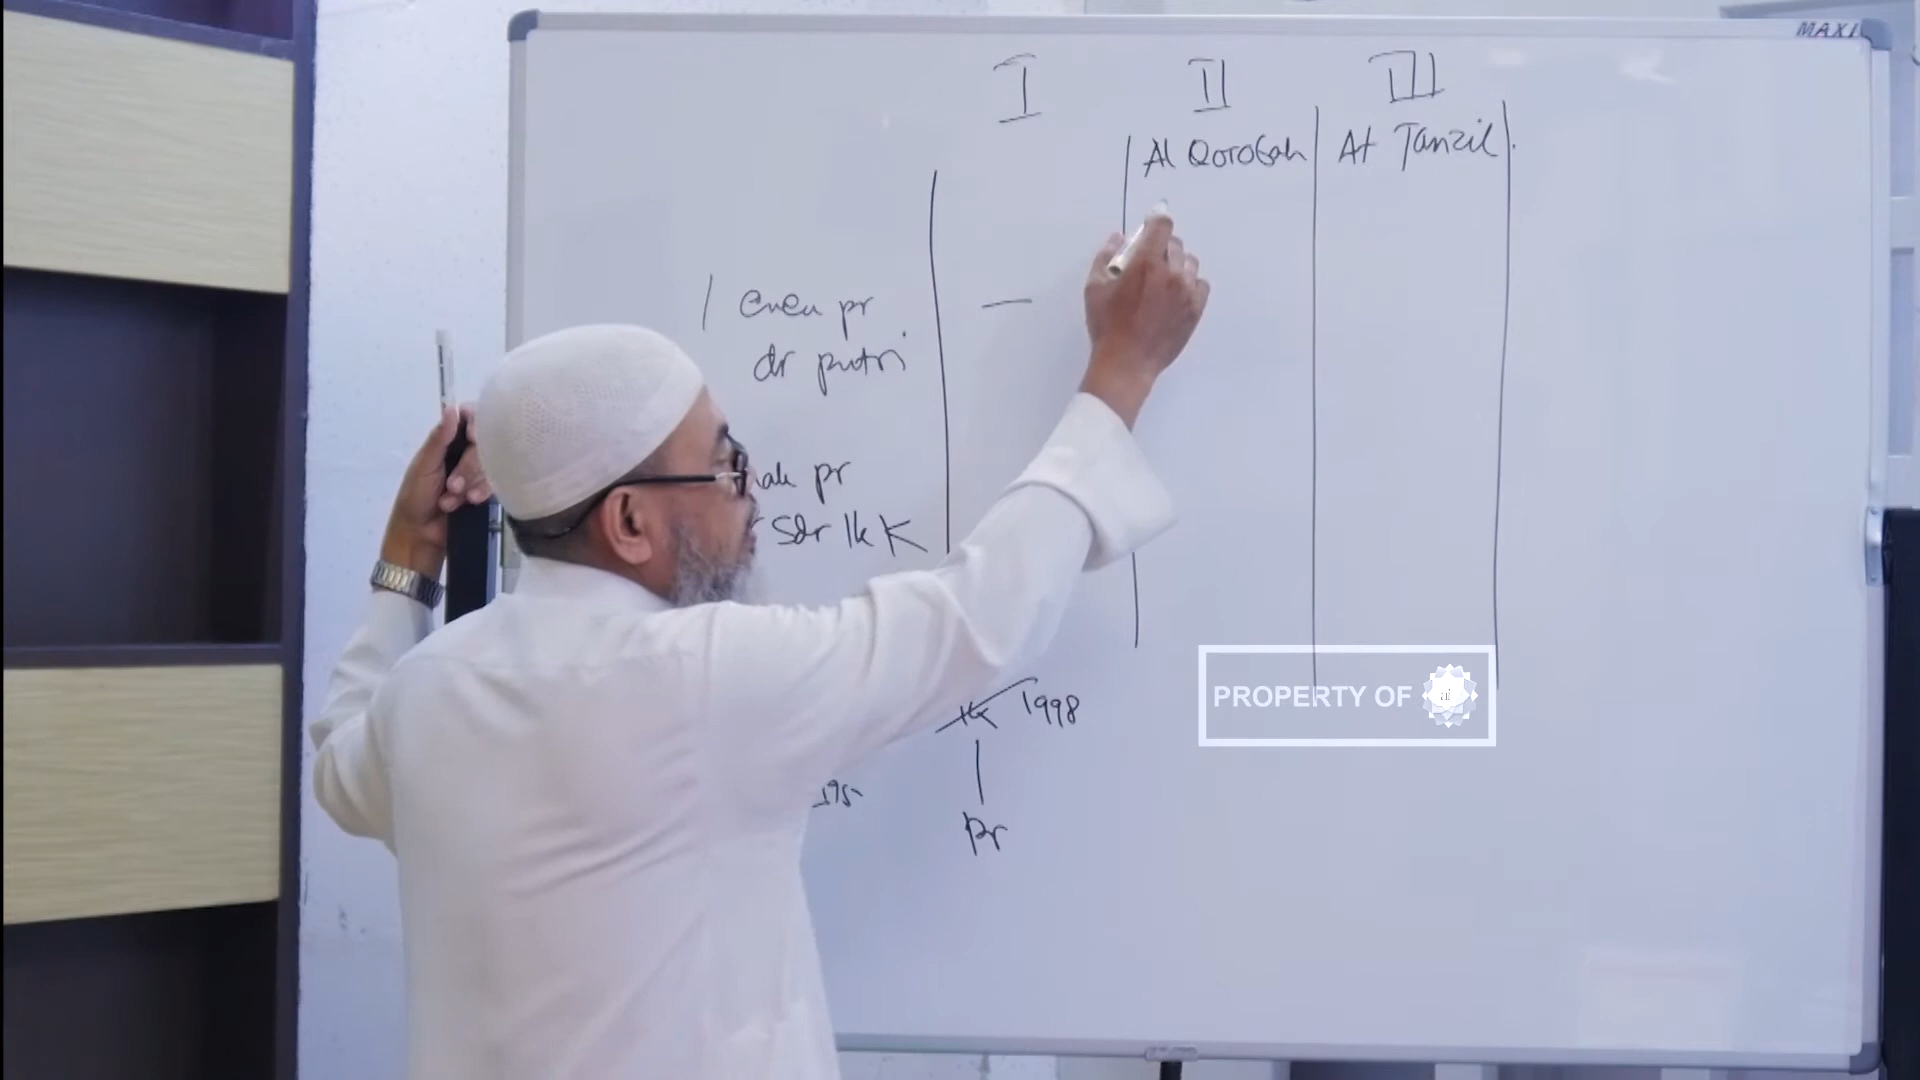 MAXI
I II III
Al Qorobah At Tanzil
cucu pr —
dr putri
pr
Sdr lk K
lk 1998
Pr
PROPERTY OF